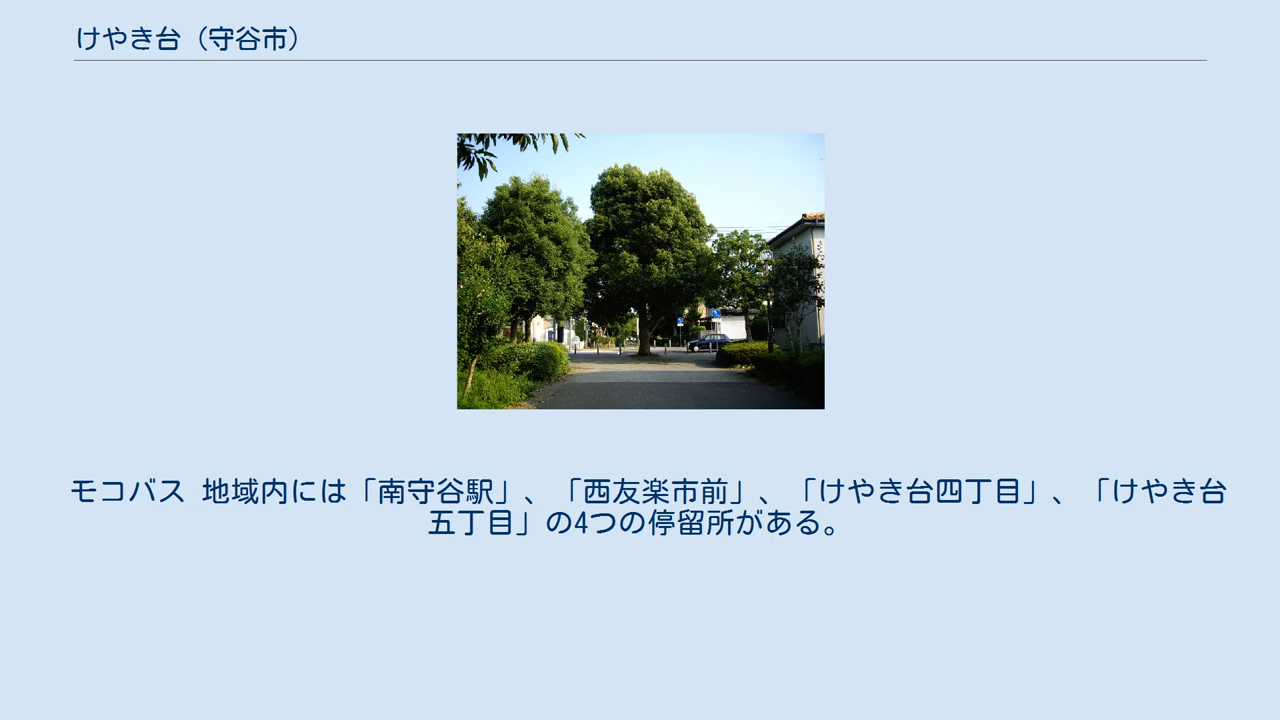 けやき台（守谷市）
モコバス 地域内には「南守谷駅」、「西友楽市前」、「けやき台四丁目」、「けやき台
五丁目」の4つの停留所がある。